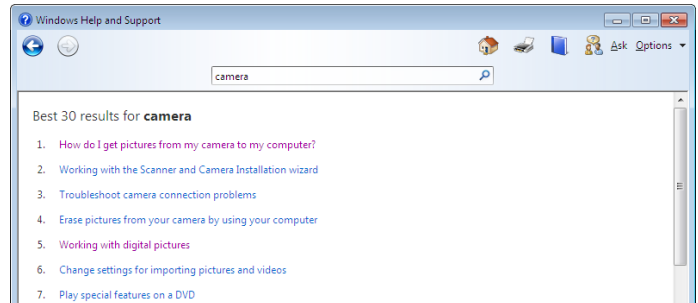 Windows Help and Support
Ask Options
camera
Best 30 results for camera
1. How do I get pictures from my camera to my computer?
2. Working with the Scanner and Camera Installation wizard
3. Troubleshoot camera connection problems
4. Erase pictures from your camera by using your computer
5. Working with digital pictures
6. Change settings for importing pictures and videos
7. Play special features on a DVD